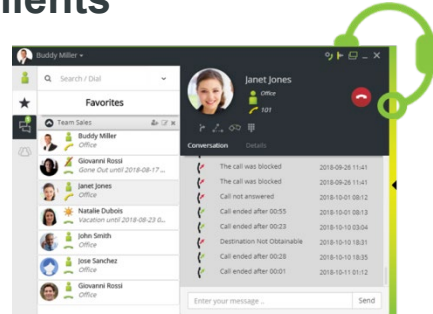 Buddy Miller
Search / Dial
Favorites
Team Sales
Buddy Miller
Office
Giovanni Rossi
Gone Out until 2018-08-17 ...
Janet Jones
Office
Natalie Dubois
Vacation until 2018-08-23 0...
John Smith
Office
Jose Sanchez
Office
Giovanni Rossi
Office
Janet Jones
Office
101
Conversation Details
The call was blocked 2018-09-26 11:41
The call was blocked 2018-09-26 11:41
Call not answered 2018-10-01 08:12
Call ended after 00:55 2018-10-01 08:13
Call ended after 00:23 2018-10-10 03:04
Destination Not Obtainable 2018-10-10 18:31
Call ended after 00:28 2018-10-10 18:35
Call ended after 00:01 2018-10-11 01:12
Enter your message .. Send